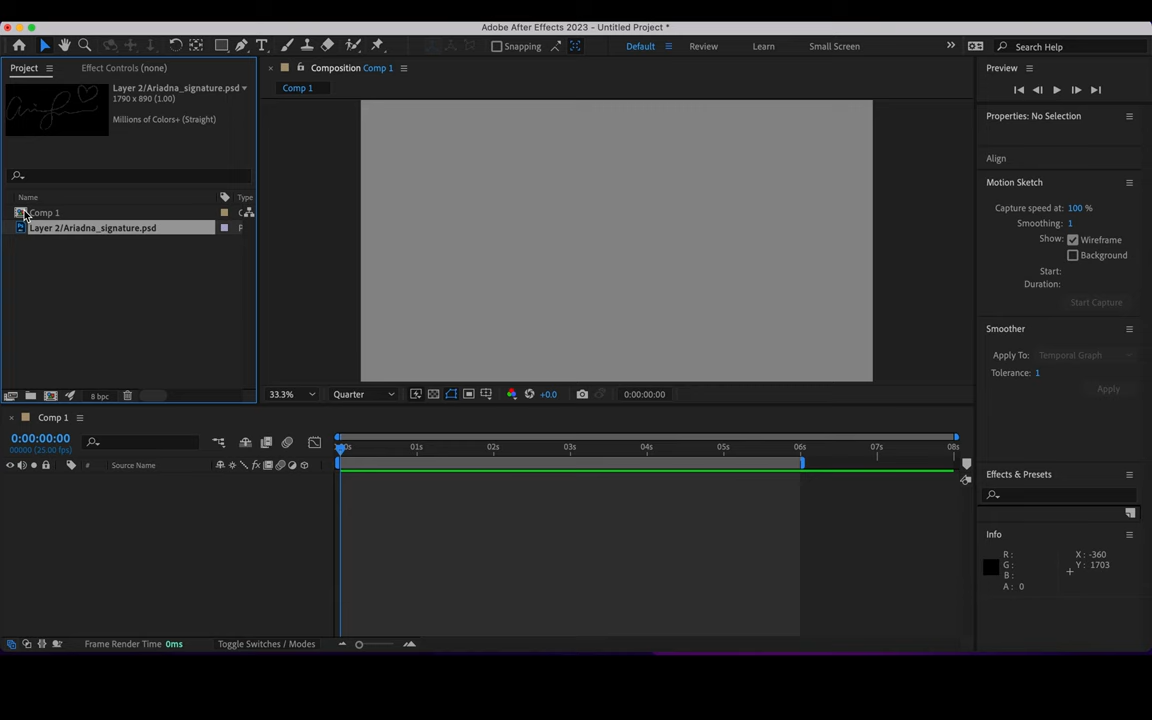 Adobe After Effects 2023 - Untitled Project *
Snapping
Default
Review
Learn
Small Screen
Search Help
Project
Effect Controls (none)
Layer 2/Ariadna_signature.psd
1790 x 890 (1.00)
Millions of Colors+ (Straight)
Name
Type
Comp 1
Layer 2/Ariadna_signature.psd
8 bpc
Composition Comp 1
Comp 1
33.3%
Quarter
+0.0
0:00:00:00
Preview
Properties: No Selection
Align
Motion Sketch
Capture speed at: 100 %
Smoothing: 1
Show: Wireframe
Background
Start:
Duration:
Start Capture
Smoother
Apply To: Temporal Graph
Tolerance: 1
Apply
Effects & Presets
Info
R: X: -360
G: Y: 1703
B:
A: 0
Comp 1
0:00:00:00
00000 (25.00 fps)
01s 02s 03s 04s 05s 06s 07s 08s
# Source Name
Frame Render Time 0ms
Toggle Switches / Modes